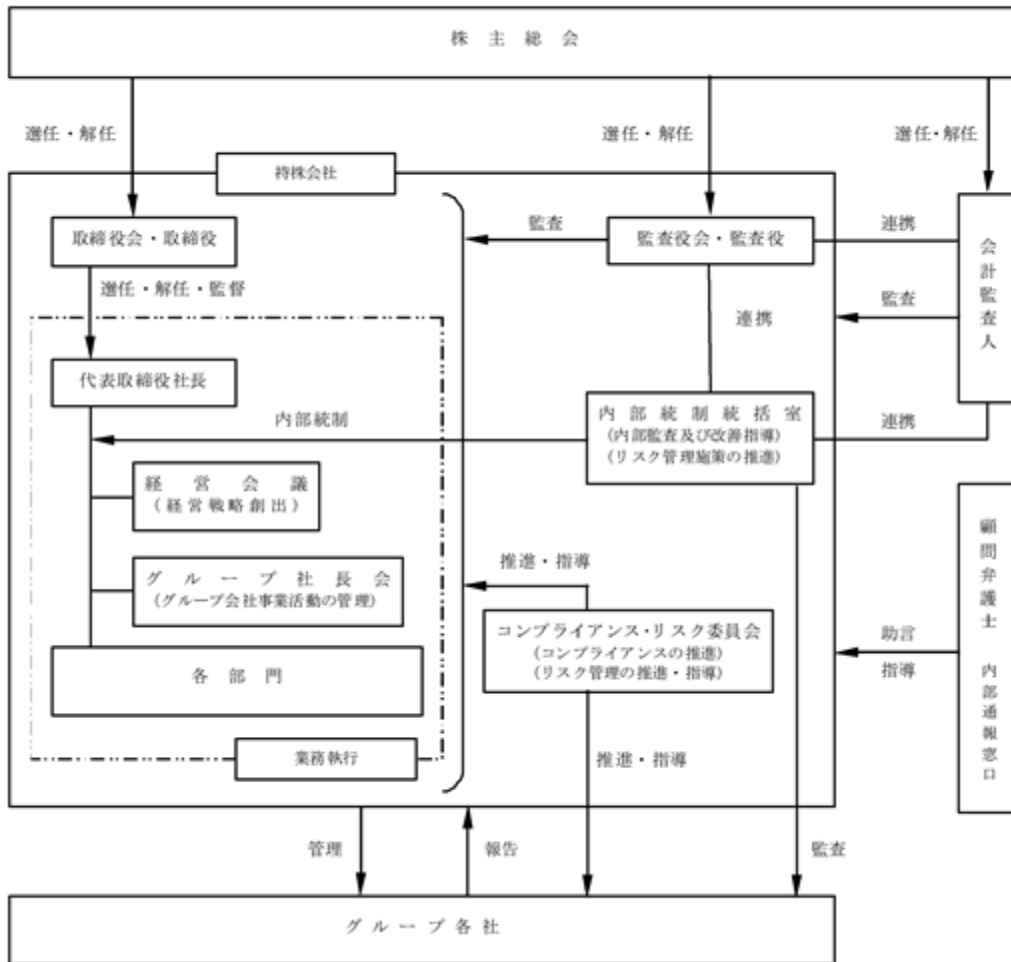 株主総会
選任・解任
選任・解任
選任・解任
持株会社
取締役会・取締役
監査
監査役会・監査役
連携
会計監査人
選任・解任・監督
監査
連携
代表取締役社長
内部統制
内部統制統括室
(内部監査及び改善指導)
(リスク管理施策の推進)
連携
経営会議
(経営戦略創出)
グループ社長会
(グループ会社事業活動の管理)
各部門
業務執行
推進・指導
コンプライアンス・リスク委員会
(コンプライアンスの推進)
(リスク管理の推進・指導)
助言
指導
顧問弁護士 内部通報窓口
推進・指導
管理
報告
監査
グループ各社